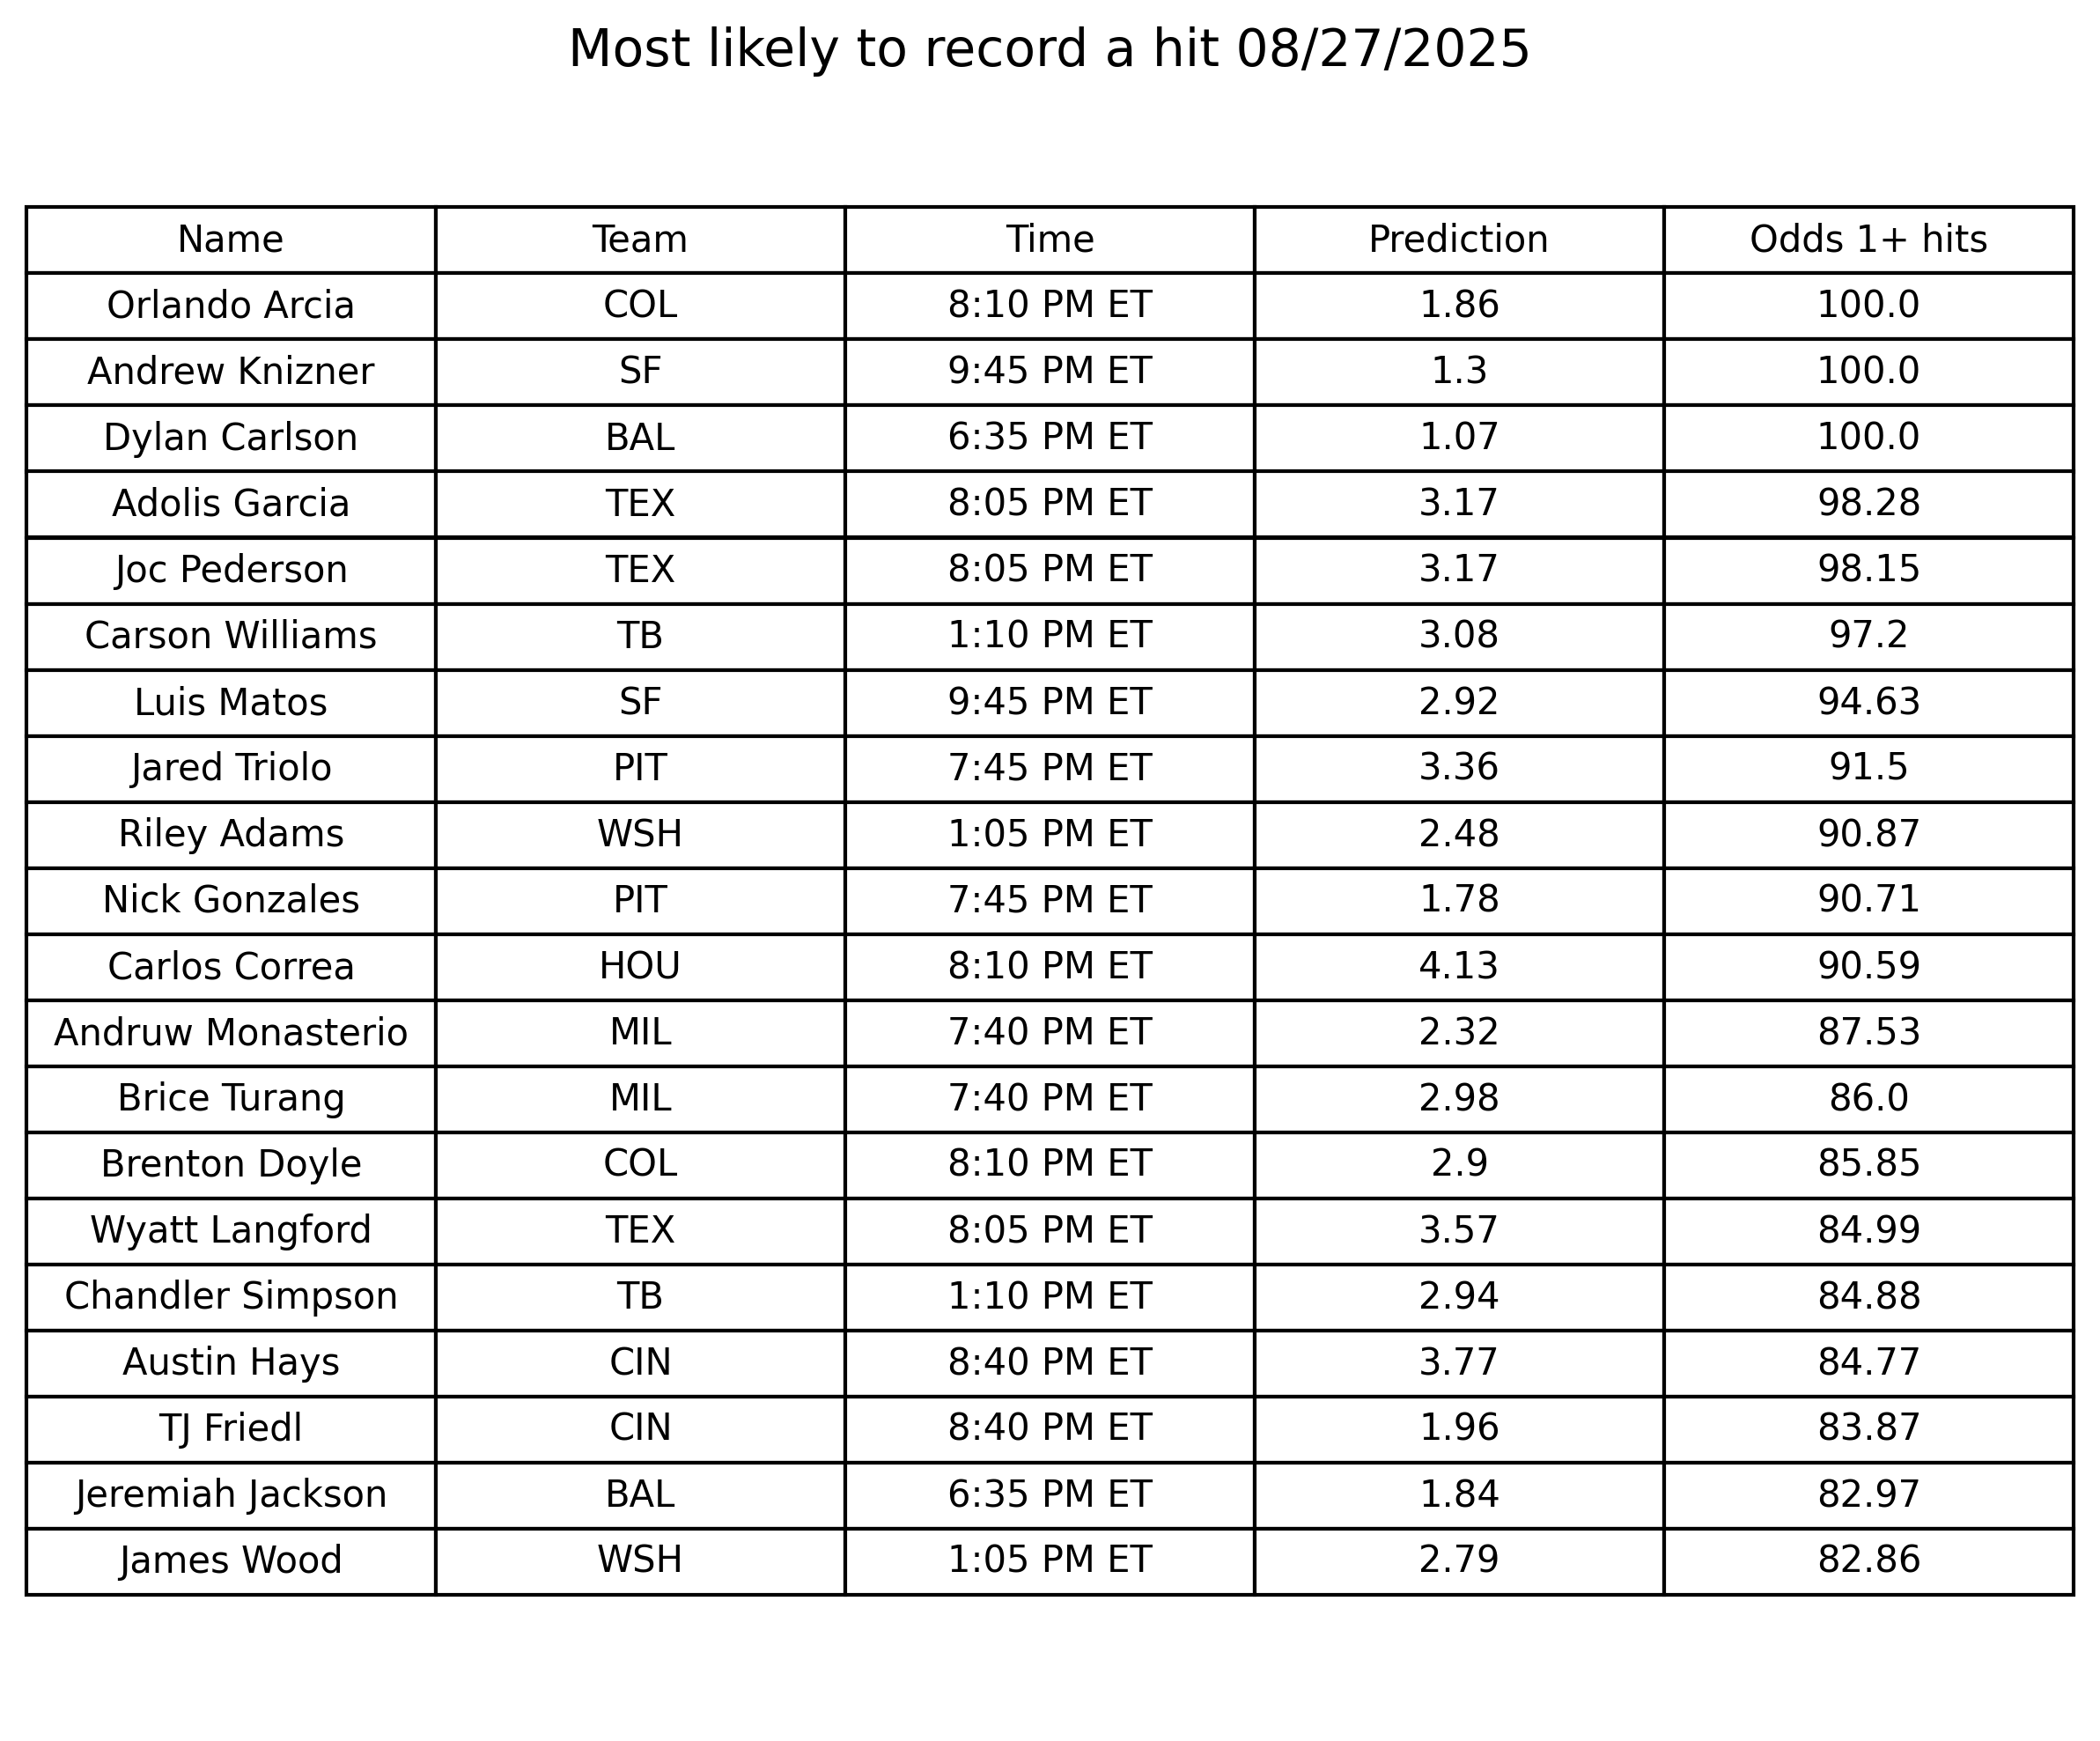 Most likely to record a hit 08/27/2025
Name Team Time Prediction Odds 1+ hits
Orlando Arcia COL 8:10 PM ET 1.86 100.0
Andrew Knizner SF 9:45 PM ET 1.3 100.0
Dylan Carlson BAL 6:35 PM ET 1.07 100.0
Adolis Garcia TEX 8:05 PM ET 3.17 98.28
Joc Pederson TEX 8:05 PM ET 3.17 98.15
Carson Williams TB 1:10 PM ET 3.08 97.2
Luis Matos SF 9:45 PM ET 2.92 94.63
Jared Triolo PIT 7:45 PM ET 3.36 91.5
Riley Adams WSH 1:05 PM ET 2.48 90.87
Nick Gonzales PIT 7:45 PM ET 1.78 90.71
Carlos Correa HOU 8:10 PM ET 4.13 90.59
Andruw Monasterio MIL 7:40 PM ET 2.32 87.53
Brice Turang MIL 7:40 PM ET 2.98 86.0
Brenton Doyle COL 8:10 PM ET 2.9 85.85
Wyatt Langford TEX 8:05 PM ET 3.57 84.99
Chandler Simpson TB 1:10 PM ET 2.94 84.88
Austin Hays CIN 8:40 PM ET 3.77 84.77
TJ Friedl CIN 8:40 PM ET 1.96 83.87
Jeremiah Jackson BAL 6:35 PM ET 1.84 82.97
James Wood WSH 1:05 PM ET 2.79 82.86